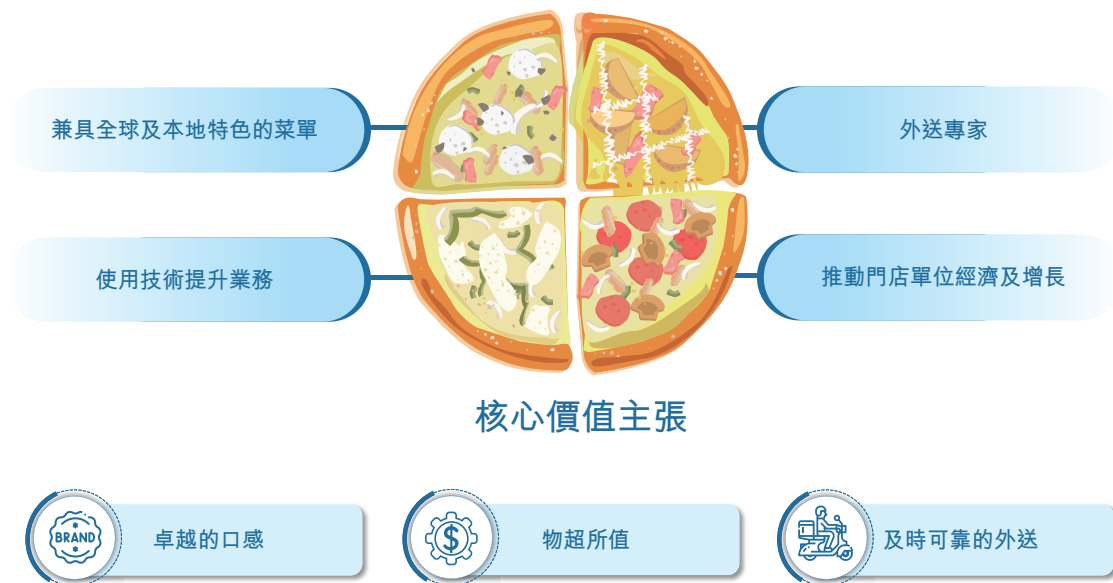 兼具全球及本地特色的菜單
外送專家
使用技術提升業務
推動門店單位經濟及增長
核心價值主張
BRAND
卓越的口感
$
物超所值
及時可靠的外送